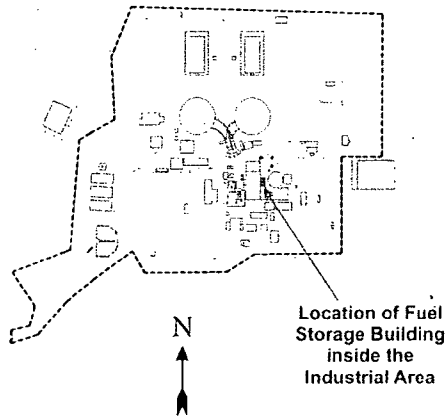 N
Location of Fuel
Storage Building
inside the
Industrial Area